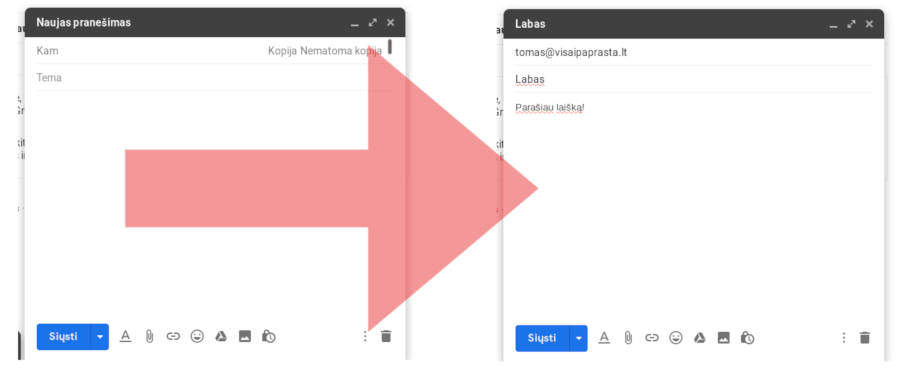 Naujas pranešimas
Kam Kopija Nematoma kopija
Tema
Siųsti
Labas
tomas@visaipaprasta.lt
Labas
Parašiau laišką!
Siųsti